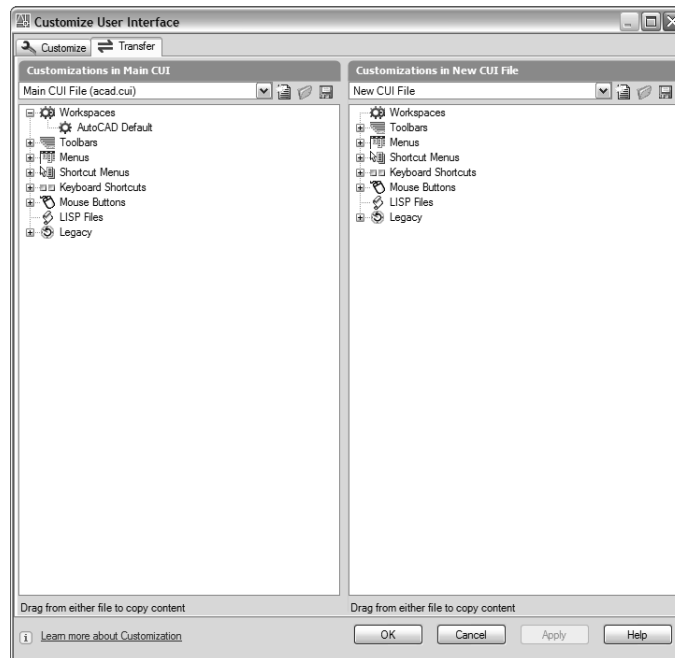 Customize User Interface
Customize Transfer
Customizations in Main CUI
Main CUI File (acad.cui)
Workspaces
AutoCAD Default
Toolbars
Menus
Shortcut Menus
Keyboard Shortcuts
Mouse Buttons
LISP Files
Legacy
Drag from either file to copy content
Customizations in New CUI File
New CUI File
Workspaces
Toolbars
Menus
Shortcut Menus
Keyboard Shortcuts
Mouse Buttons
LISP Files
Legacy
Drag from either file to copy content
Learn more about Customization
OK Cancel Apply Help